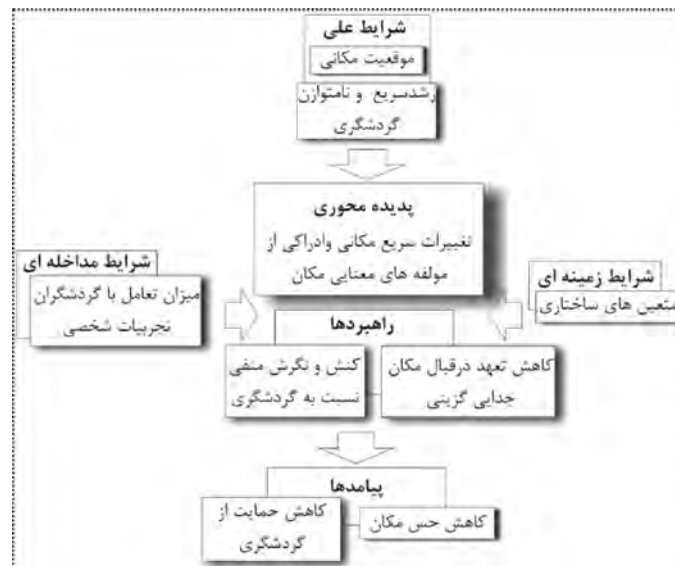 شرایط علی
موقعیت مکانی
رشدسریع و نامتوازن
گردشگری
پدیده محوری
تغییرات سریع مکانی وادراکی از
مولفه های معنایی مکان
شرایط زمینه ای
متعین های ساختاری
شرایط مداخله ای
میزان تعامل با گردشگران
تجربیات شخصی
راهبردها
کاهش تعهد درقبال مکان
جدایی گزینی
کنش و نگرش منفی
نسبت به گردشگری
پیامدها
کاهش حس مکان
کاهش حمایت از
گردشگری